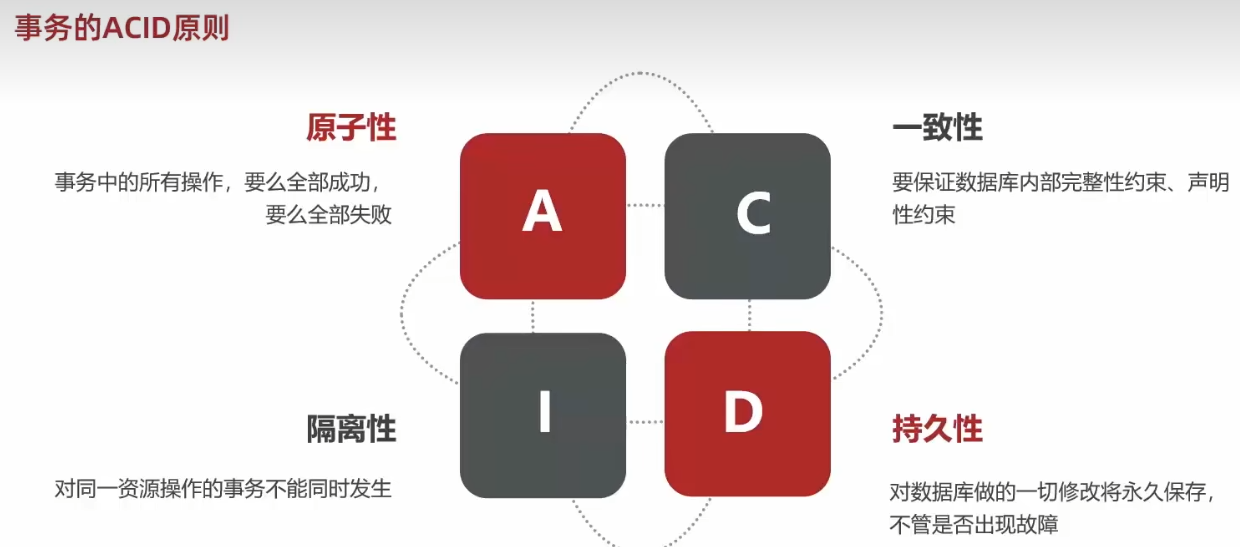 事务的ACID原则
原子性
事务中的所有操作，要么全部成功，
要么全部失败
A
C
一致性
要保证数据库内部完整性约束、声明
性约束
隔离性
对同一资源操作的事务不能同时发生
I
D
持久性
对数据库做的一切修改将永久保存，
不管是否出现故障